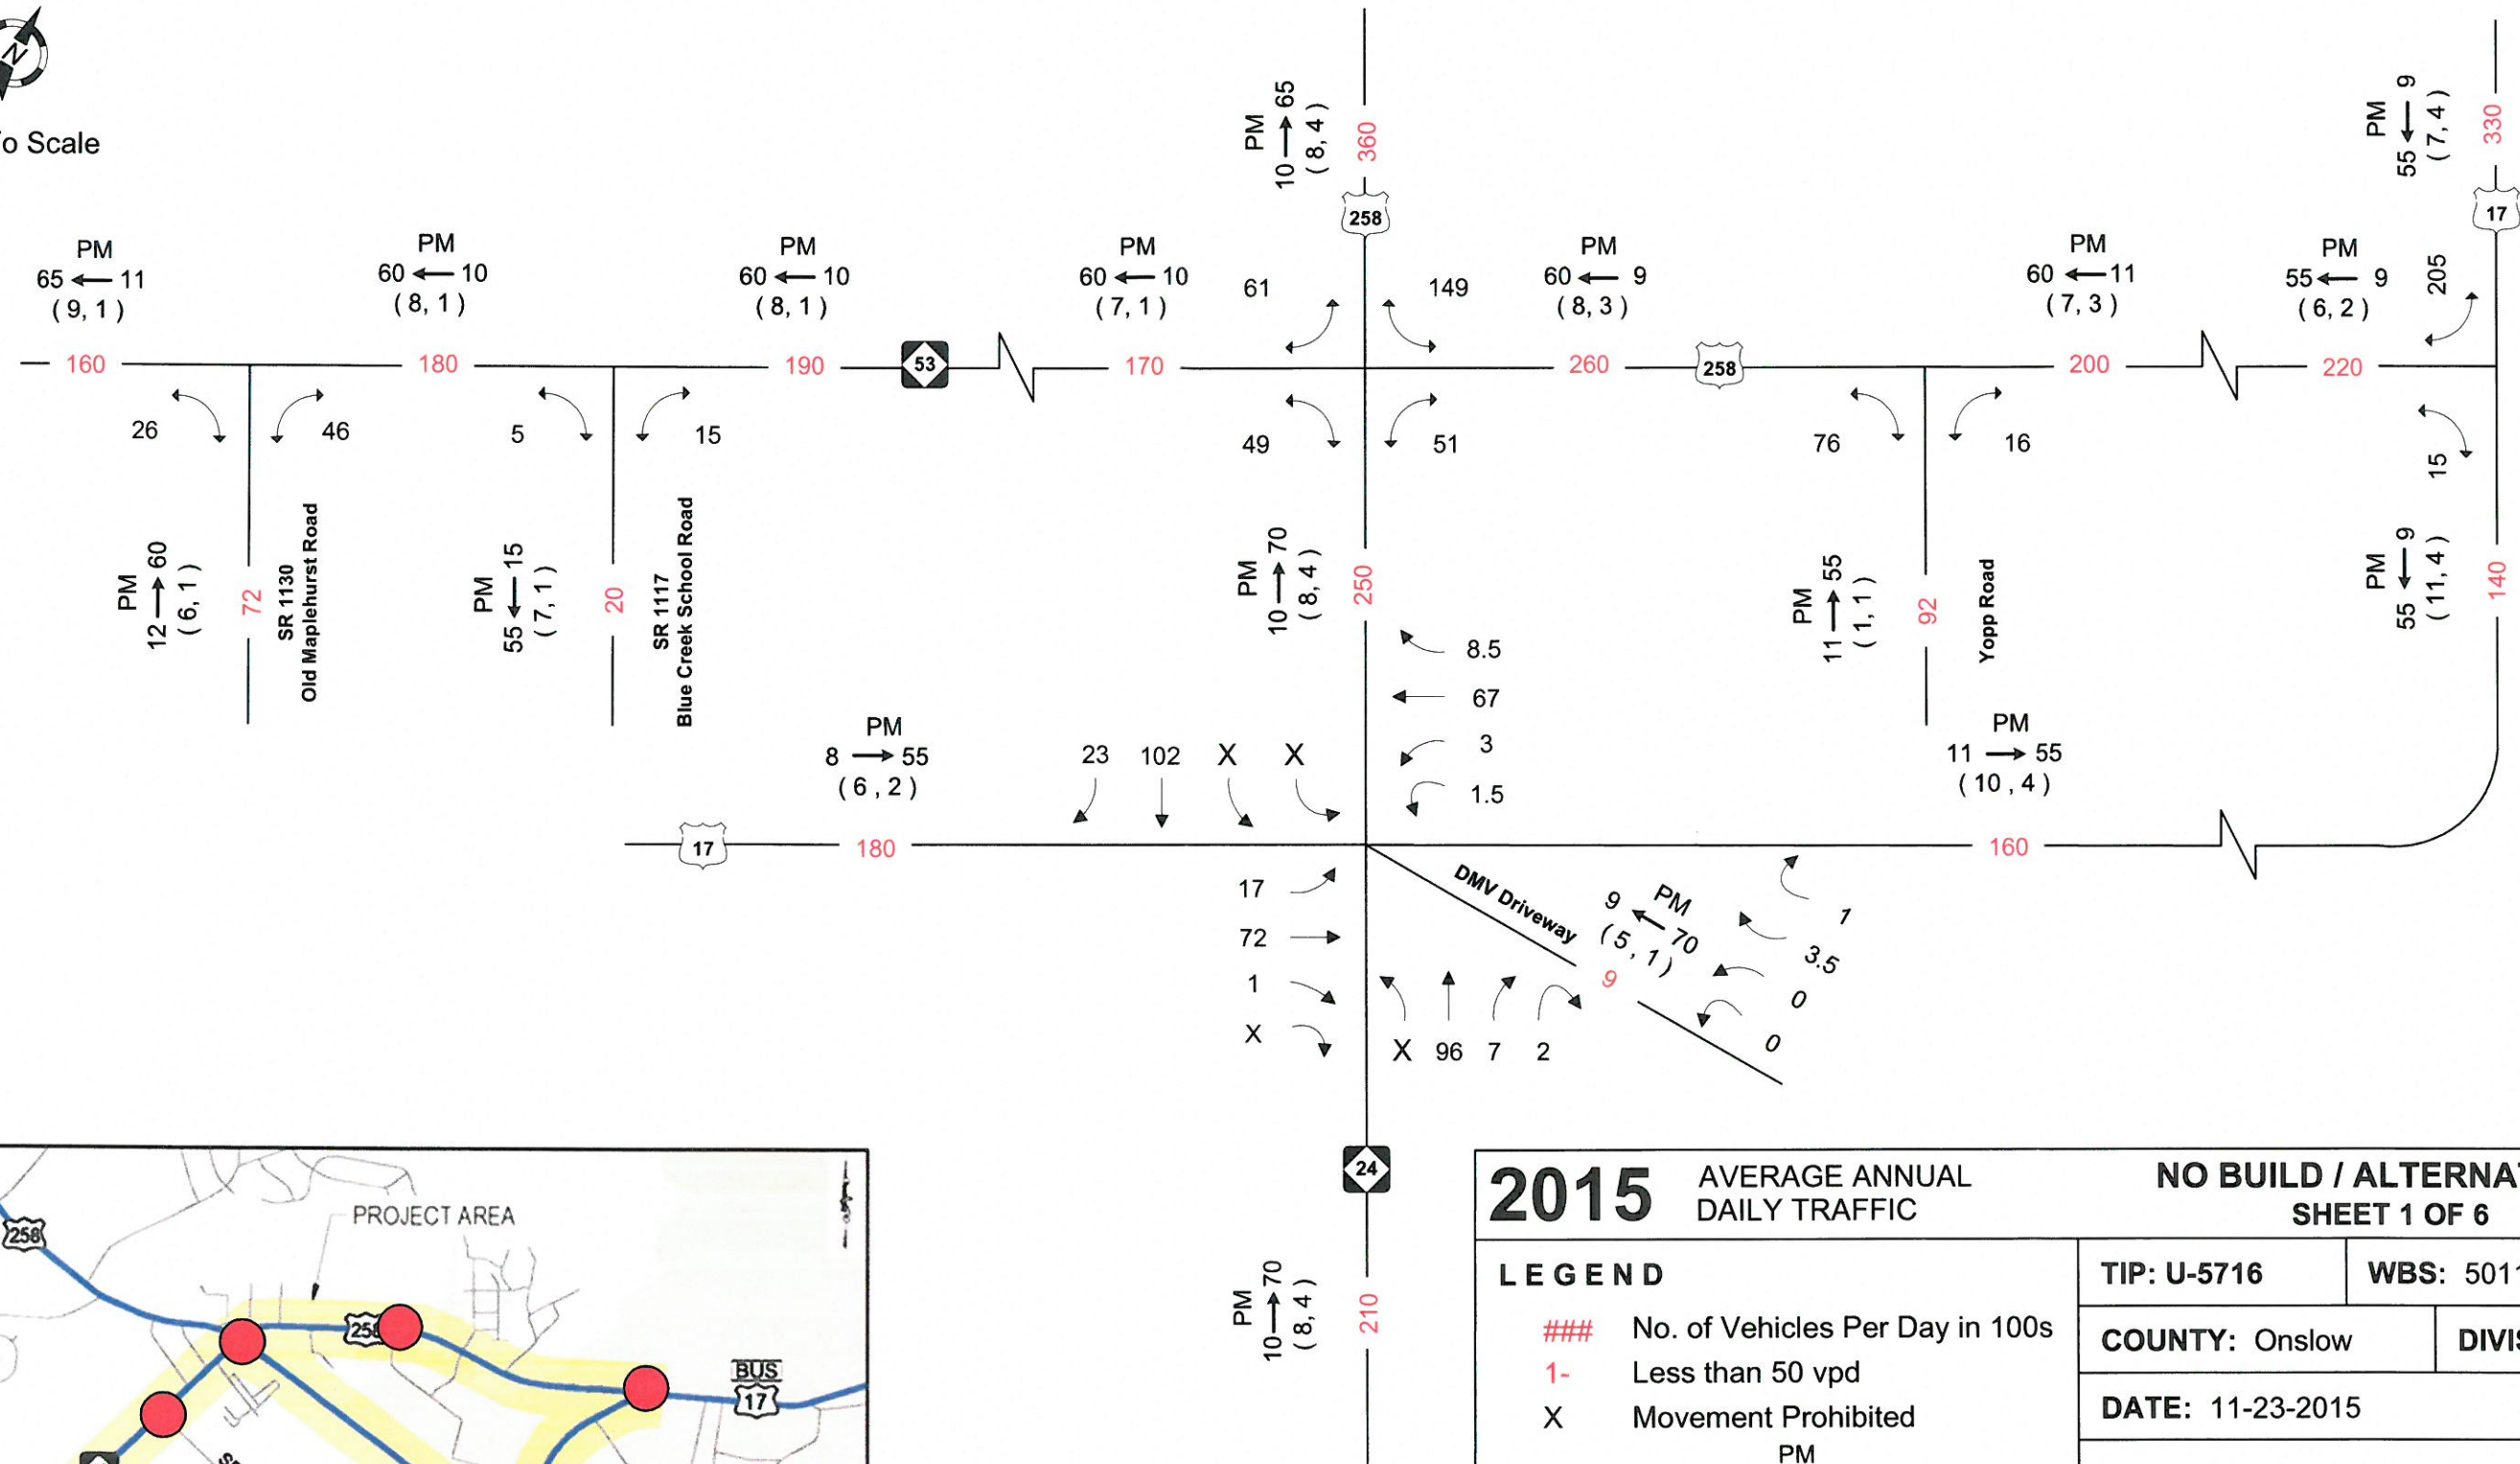 N
o Scale
PM
10 → 65
( 8, 4 )
360
258
PM
55 ← 9
( 7, 4 )
330
17
PM
65 ← 11
( 9, 1 )
160
PM
60 ← 10
( 8, 1 )
180
PM
60 ← 10
( 8, 1 )
190
53
PM
60 ← 10
( 7, 1 )
170
61
149
PM
60 ← 9
( 8, 3 )
260
258
PM
60 ← 11
( 7, 3 )
200
PM
55 ← 9
( 6, 2 )
220
205
26
46
5
15
49
51
76
16
15
PM
12 → 60
( 6, 1 )
72
SR 1130
Old Maplehurst Road
PM
55 ← 15
( 7, 1 )
20
SR 1117
Blue Creek School Road
PM
10 → 70
( 8, 4 )
250
PM
11 → 55
( 1, 1 )
92
Yopp Road
PM
55 ← 9
( 11, 4 )
140
8.5
67
3
1.5
PM
8 → 55
( 6 , 2 )
17
180
23 102 X X
PM
11 → 55
( 10 , 4 )
160
17
72
1
X
X 96 7 2
DMV Driveway
PM
9 ← 70
( 5 , 1 )
9
1
3.5
0
0
24
PM
10 → 70
( 8, 4 )
210
PROJECT AREA
258
258
BUS
17
2015 AVERAGE ANNUAL
DAILY TRAFFIC
NO BUILD / ALTERNA
SHEET 1 OF 6
LEGEND
### No. of Vehicles Per Day in 100s
1- Less than 50 vpd
X Movement Prohibited
PM
TIP: U-5716 WBS: 501
COUNTY: Onslow DIVI
DATE: 11-23-2015